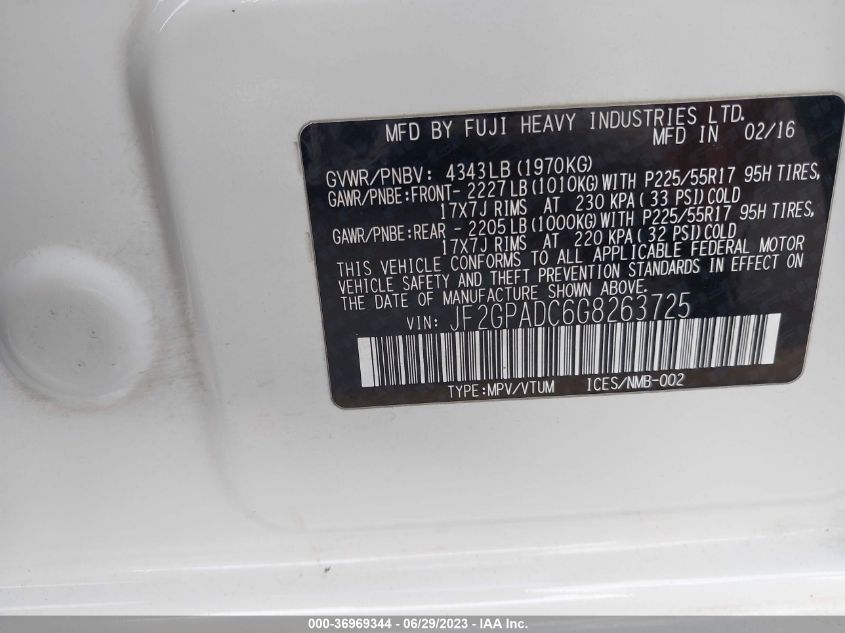 MFD BY FUJI HEAVY INDUSTRIES LTD.
MFD IN 02/16
GVWR/PNBV: 4343LB (1970KG)
GAWR/PNBE:FRONT- 2227LB(1010KG)WITH P225/55R17 95H TIRES,
17X7J RIMS AT 230 KPA( 33 PSI)COLD
GAWR/PNBE:REAR - 2205LB(1000KG)WITH P225/55R17 95H TIRES,
17X7J RIMS AT 220 KPA( 32 PSI)COLD
THIS VEHICLE CONFORMS TO ALL APPLICABLE FEDERAL MOTOR
VEHICLE SAFETY AND THEFT PREVENTION STANDARDS IN EFFECT ON
THE DATE OF MANUFACTURE SHOWN ABOVE.
VIN: JF2GPADC6G8263725
TYPE:MPV/VTUM ICES/NMB-002
000-36969344 / 06/29/2023 - IAA Inc.